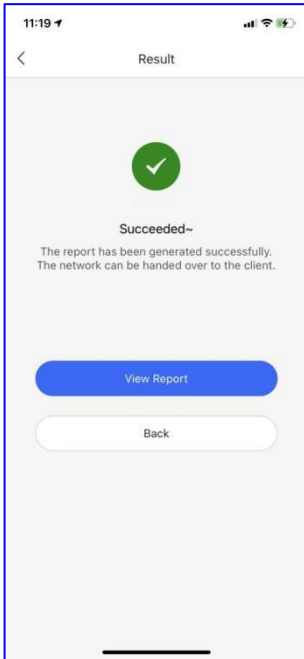 11:19
Result
Succeeded~
The report has been generated successfully.
The network can be handed over to the client.
View Report
Back